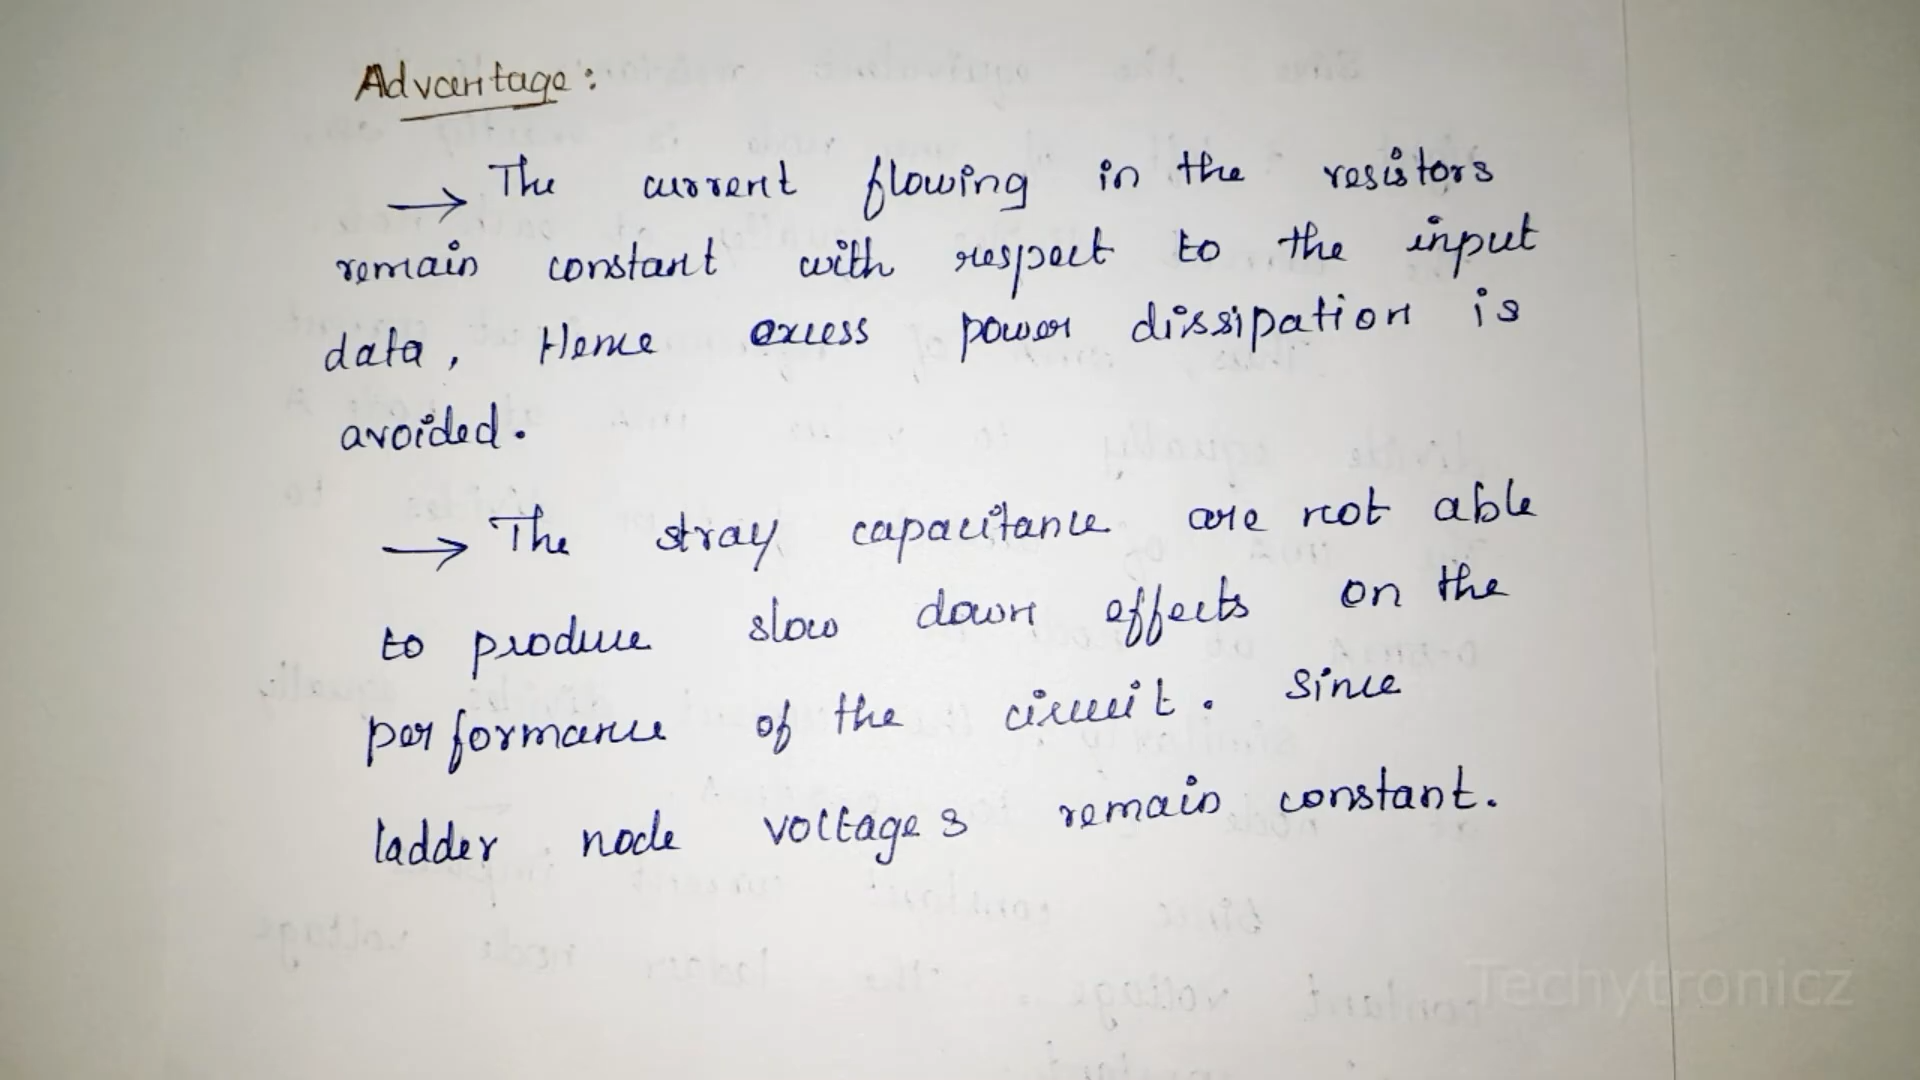 Advantage:
→ The current flowing in the resistors
remain constant with respect to the input
data, Hence excess power dissipation is
avoided.
→ The stray capacitance are not able
to produce slow down effects on the
performance of the circuit. Since
ladder node voltages remain constant.
Techytronicz